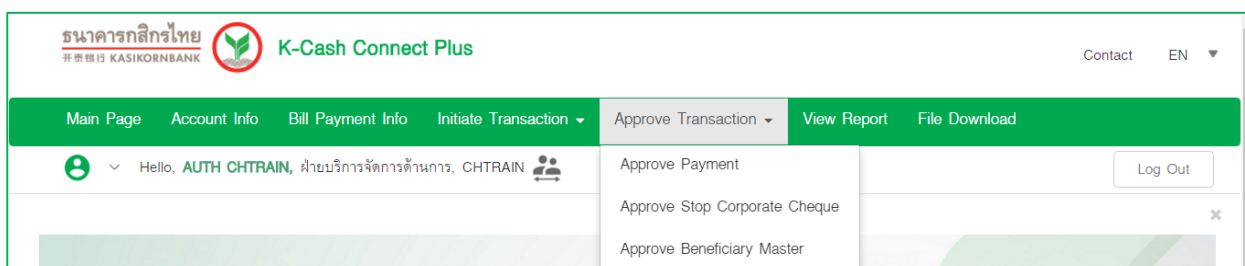 ธนาคารกสิกรไทย
开泰银行 KASIKORNBANK
K-Cash Connect Plus
Contact EN
Main Page Account Info Bill Payment Info Initiate Transaction Approve Transaction View Report File Download
Hello, AUTH CHTRAIN, ฝ่ายบริการจัดการด้านการ, CHTRAIN
Log Out
Approve Payment
Approve Stop Corporate Cheque
Approve Beneficiary Master